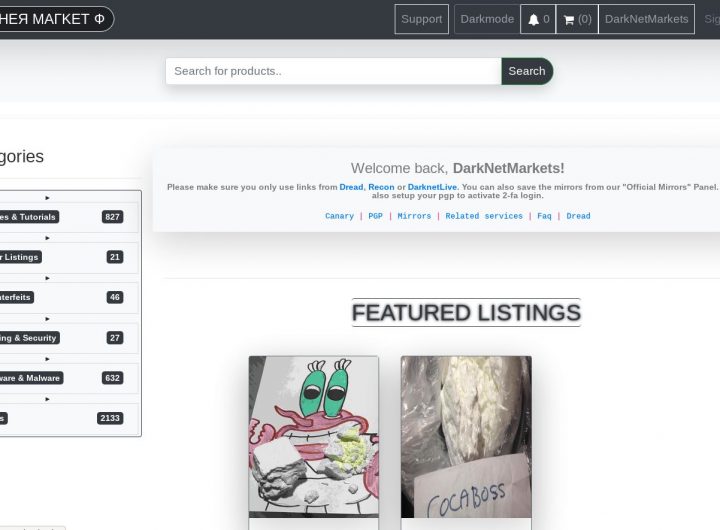 НЕЯ МАГКЕТ Ф
Support
Darkmode
0
(0)
DarkNetMarkets
Sig
Search for products..
Search
gories
es & Tutorials 827
r Listings 21
nterfeits 46
ing & Security 27
ware & Malware 632
s 2133
Welcome back, DarkNetMarkets!
Please make sure you only use links from Dread, Recon or DarknetLive. You can also save the mirrors from our "Official Mirrors" Panel.
also setup your pgp to activate 2-fa login.
Canary | PGP | Mirrors | Related services | Faq | Dread
FEATURED LISTINGS
COCABOSS